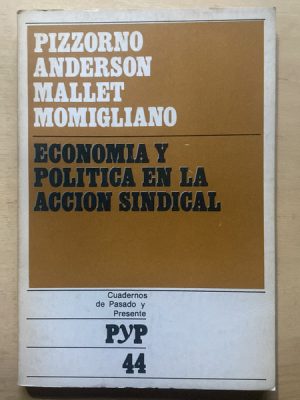 PIZZORNO
ANDERSON
MALLET
MOMIGLIANO
ECONOMIA Y
POLITICA EN LA
ACCION SINDICAL
Cuadernos
de Pasado y
Presente
PyP
44